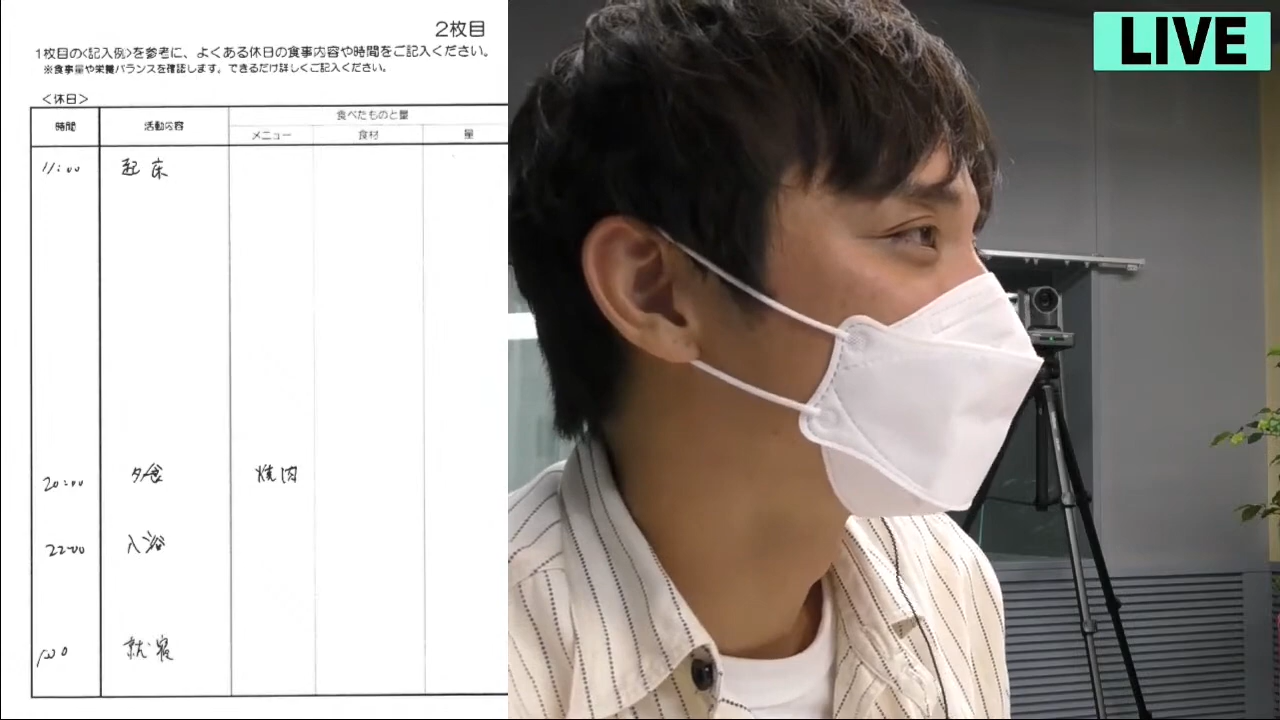 2枚目
1枚目の<記入例>を参考に、よくある休日の食事内容や時間をご記入ください。
※食事量や栄養バランスを確認します。できるだけ詳しくご記入ください。
<休日>
時間 活動内容 食べたものと量
メニュー 食材 量
11:00 起床
20:00 夕食 焼肉
22:00 入浴
1:00 就寝
LIVE